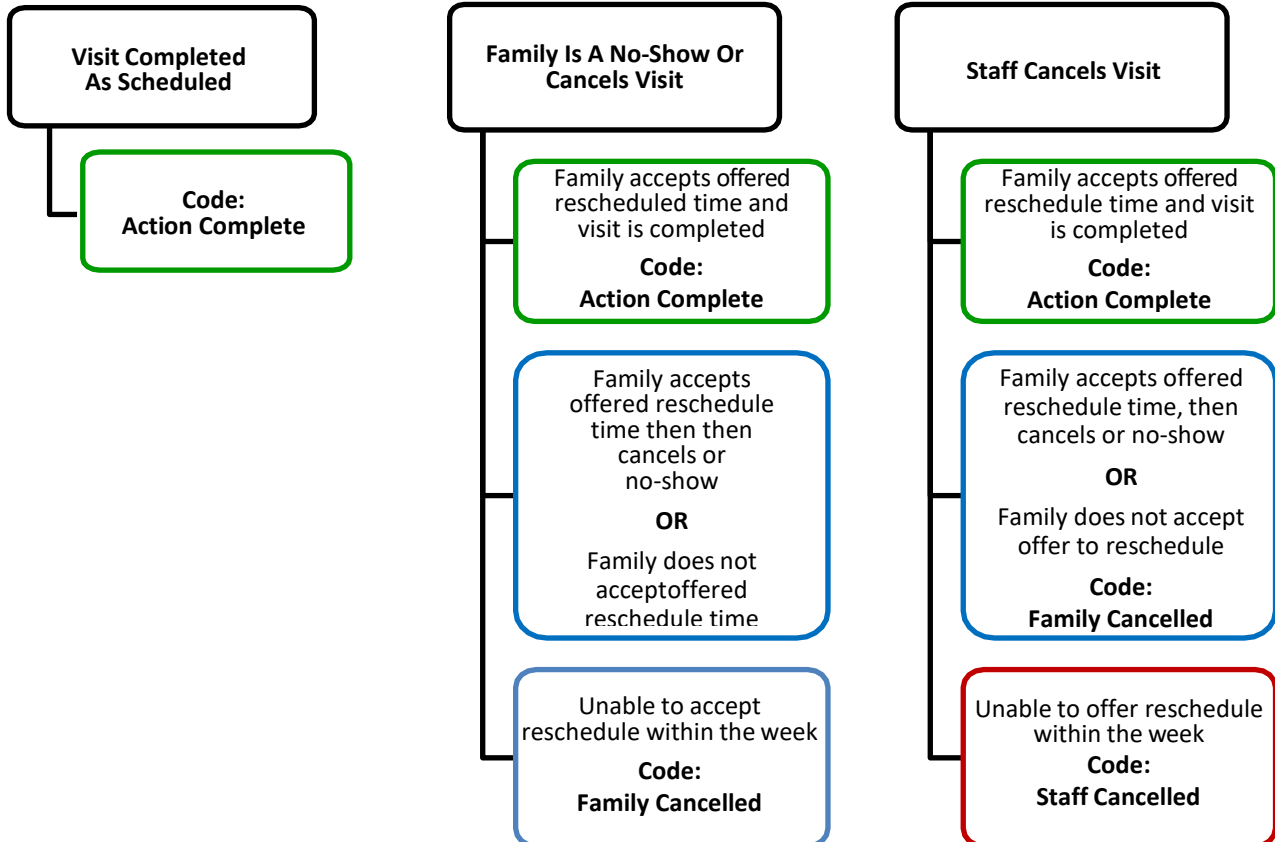 Visit Completed
As Scheduled
Code:
Action Complete
Family Is A No-Show Or
Cancels Visit
Family accepts offered
rescheduled time and
visit is completed
Code:
Action Complete
Family accepts
offered reschedule
time then then
cancels or
no-show
OR
Family does not
acceptoffered
reschedule time
Unable to accept
reschedule within the week
Code:
Family Cancelled
Staff Cancels Visit
Family accepts offered
reschedule time and visit
is completed
Code:
Action Complete
Family accepts offered
reschedule time, then
cancels or no-show
OR
Family does not accept
offer to reschedule
Code:
Family Cancelled
Unable to offer reschedule
within the week
Code:
Staff Cancelled